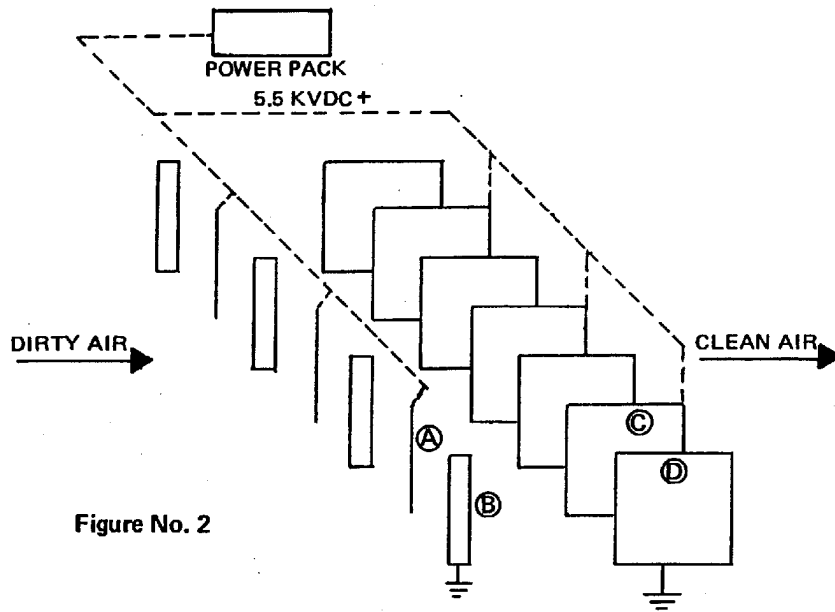 POWER PACK
5.5 KVDC +
DIRTY AIR
CLEAN AIR
A
C
D
B
Figure No. 2